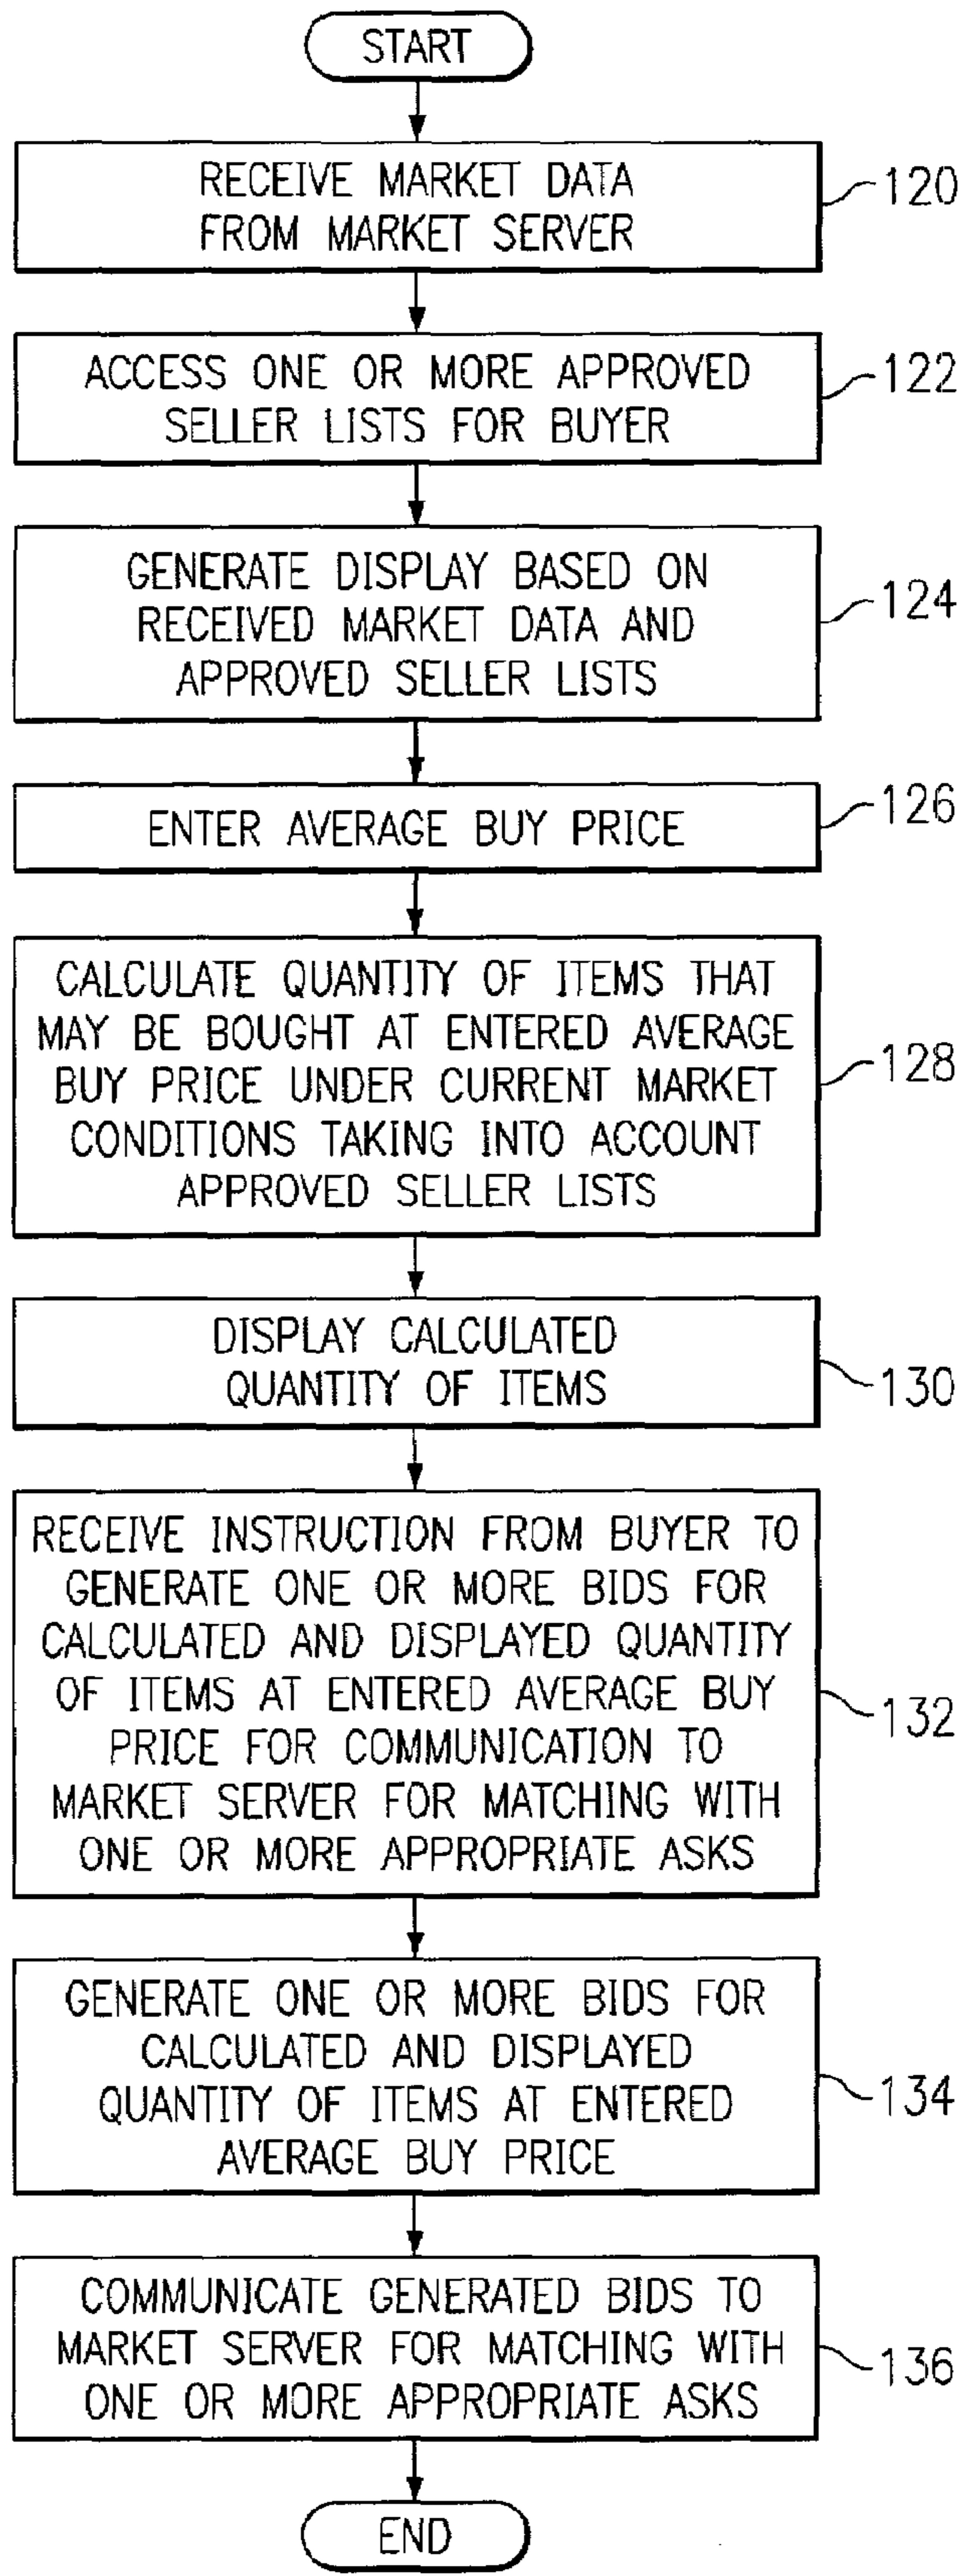 START
RECEIVE MARKET DATA
FROM MARKET SERVER
120
ACCESS ONE OR MORE APPROVED
SELLER LISTS FOR BUYER
122
GENERATE DISPLAY BASED ON
RECEIVED MARKET DATA AND
APPROVED SELLER LISTS
124
ENTER AVERAGE BUY PRICE
126
CALCULATE QUANTITY OF ITEMS THAT
MAY BE BOUGHT AT ENTERED AVERAGE
BUY PRICE UNDER CURRENT MARKET
CONDITIONS TAKING INTO ACCOUNT
APPROVED SELLER LISTS
128
DISPLAY CALCULATED
QUANTITY OF ITEMS
130
RECEIVE INSTRUCTION FROM BUYER TO
GENERATE ONE OR MORE BIDS FOR
CALCULATED AND DISPLAYED QUANTITY
OF ITEMS AT ENTERED AVERAGE BUY
PRICE FOR COMMUNICATION TO
MARKET SERVER FOR MATCHING WITH
ONE OR MORE APPROPRIATE ASKS
132
GENERATE ONE OR MORE BIDS FOR
CALCULATED AND DISPLAYED
QUANTITY OF ITEMS AT ENTERED
AVERAGE BUY PRICE
134
COMMUNICATE GENERATED BIDS TO
MARKET SERVER FOR MATCHING WITH
ONE OR MORE APPROPRIATE ASKS
136
END